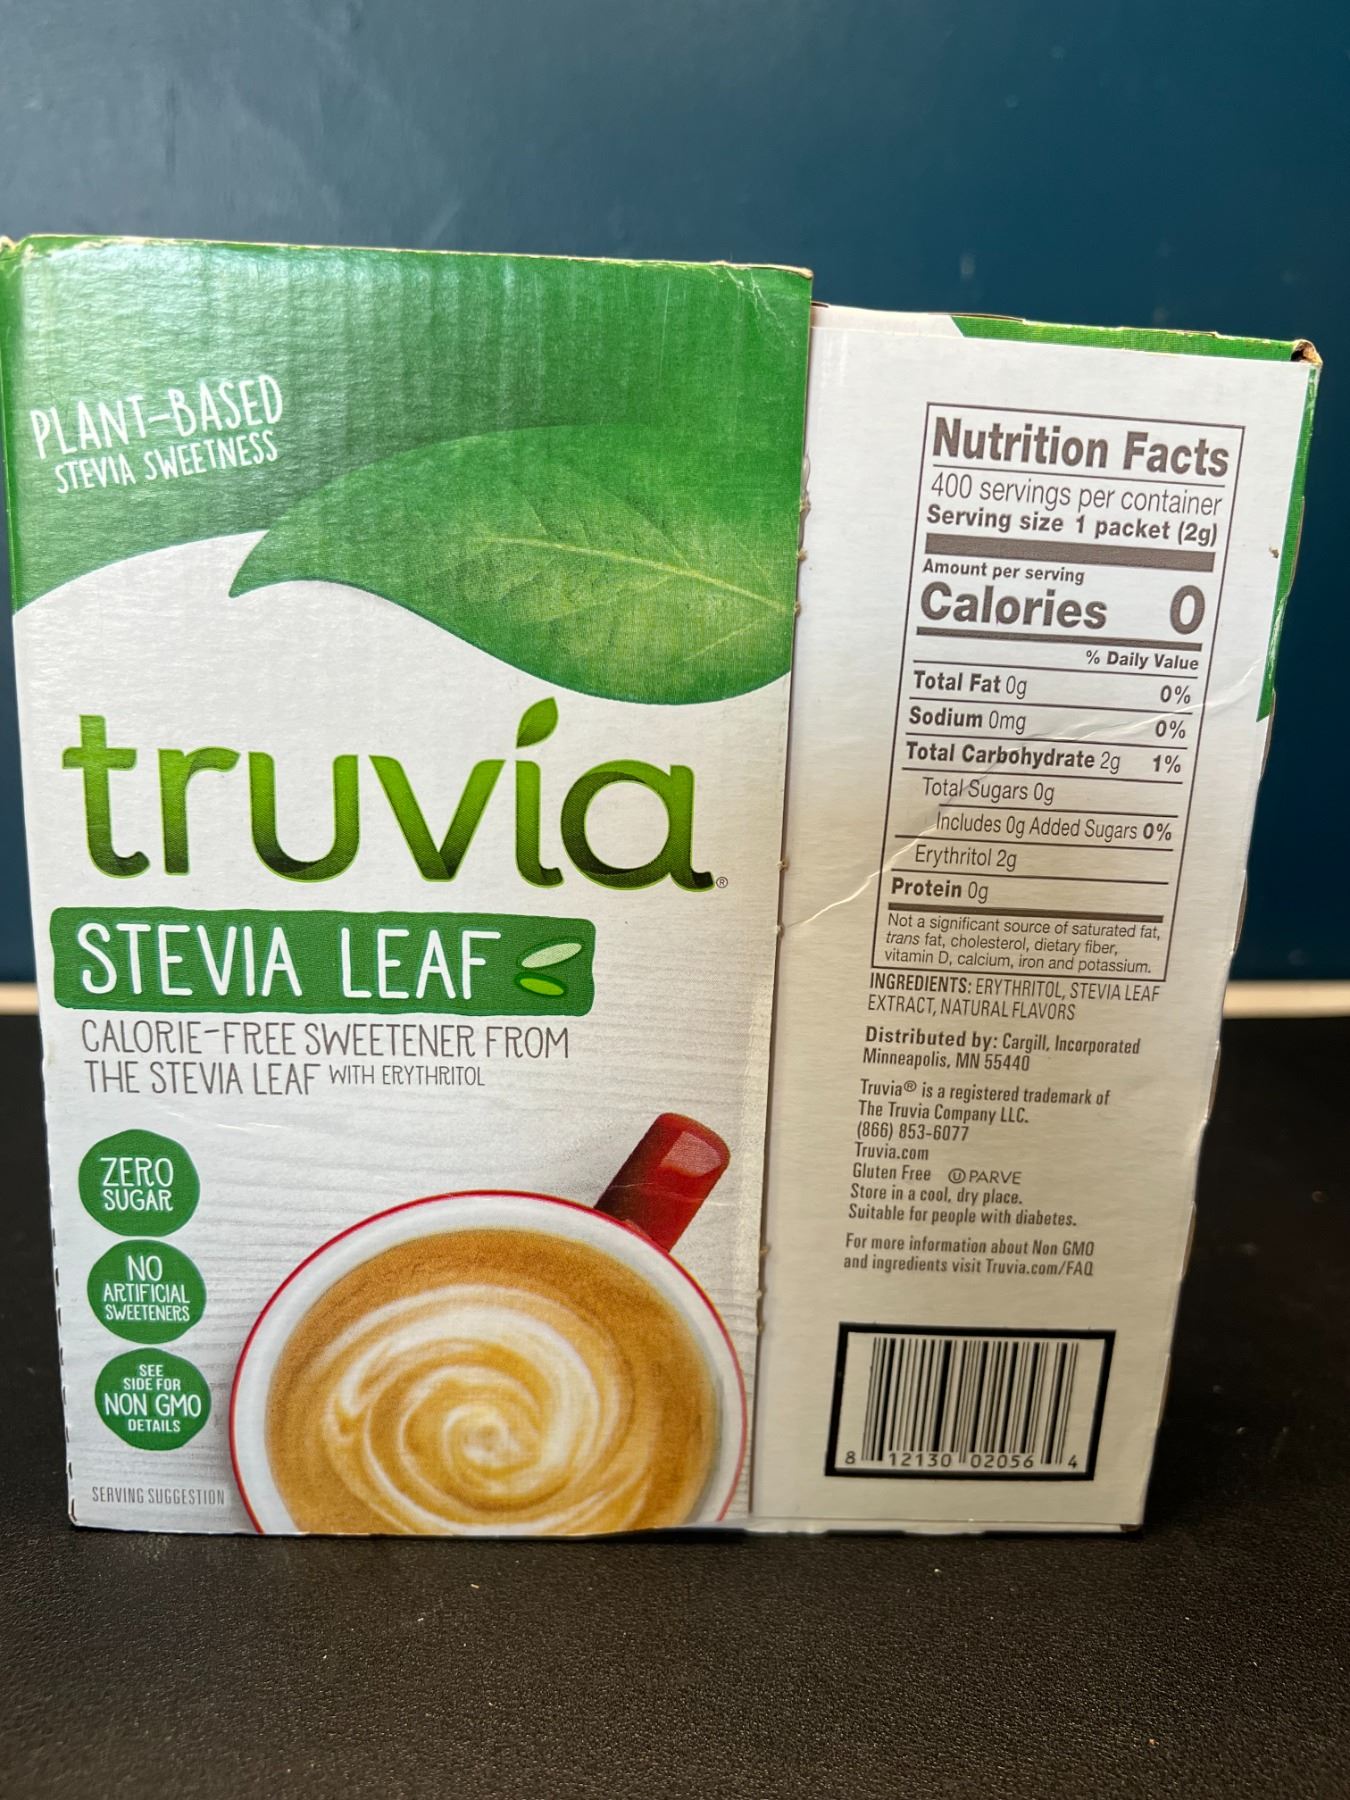 PLANT-BASED
STEVIA SWEETNESS
truvia®
STEVIA LEAF
CALORIE-FREE SWEETENER FROM
THE STEVIA LEAF WITH ERYTHRITOL
ZERO
SUGAR
NO
ARTIFICIAL
SWEETENERS
SEE
SIDE FOR
NON GMO
DETAILS
SERVING SUGGESTION
Nutrition Facts
400 servings per container
Serving size 1 packet (2g)
Amount per serving
Calories 0
% Daily Value
Total Fat 0g 0%
Sodium 0mg 0%
Total Carbohydrate 2g 1%
Total Sugars 0g
Includes 0g Added Sugars 0%
Erythritol 2g
Protein 0g
Not a significant source of saturated fat,
trans fat, cholesterol, dietary fiber,
vitamin D, calcium, iron and potassium.
INGREDIENTS: ERYTHRITOL, STEVIA LEAF
EXTRACT, NATURAL FLAVORS
Distributed by: Cargill, Incorporated
Minneapolis, MN 55440
Truvia® is a registered trademark of
The Truvia Company LLC.
(866) 853-6077
Truvia.com
Gluten Free Ⓤ PARVE
Store in a cool, dry place.
Suitable for people with diabetes.
For more information about Non GMO
and ingredients visit Truvia.com/FAQ
8 12130 02056 4